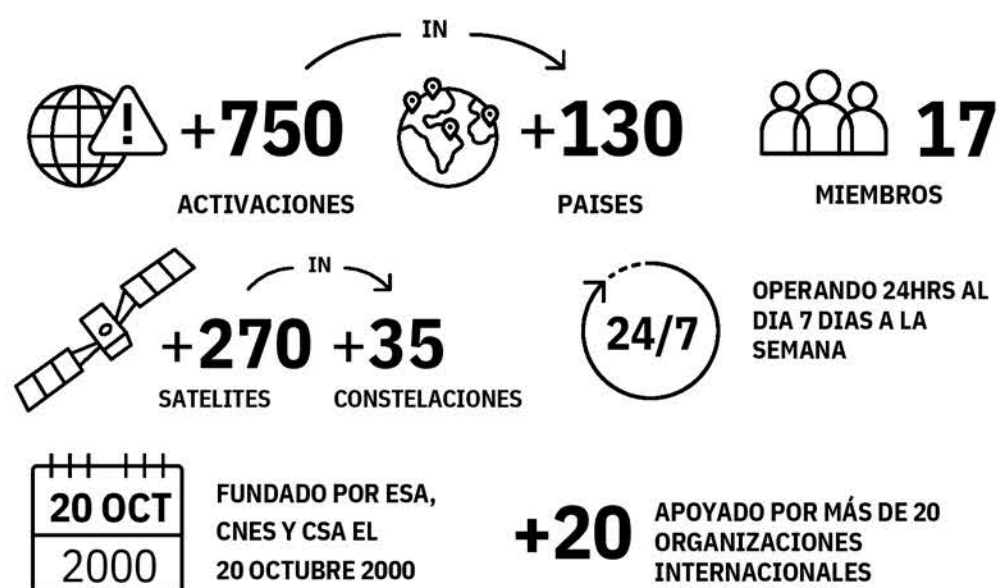 IN
+750
ACTIVACIONES
+130
PAISES
17
MIEMBROS
IN
+270
SATELITES
+35
CONSTELACIONES
24/7
OPERANDO 24HRS AL
DIA 7 DIAS A LA
SEMANA
20 OCT
2000
FUNDADO POR ESA,
CNES Y CSA EL
20 OCTUBRE 2000
+20
APOYADO POR MÁS DE 20
ORGANIZACIONES
INTERNACIONALES